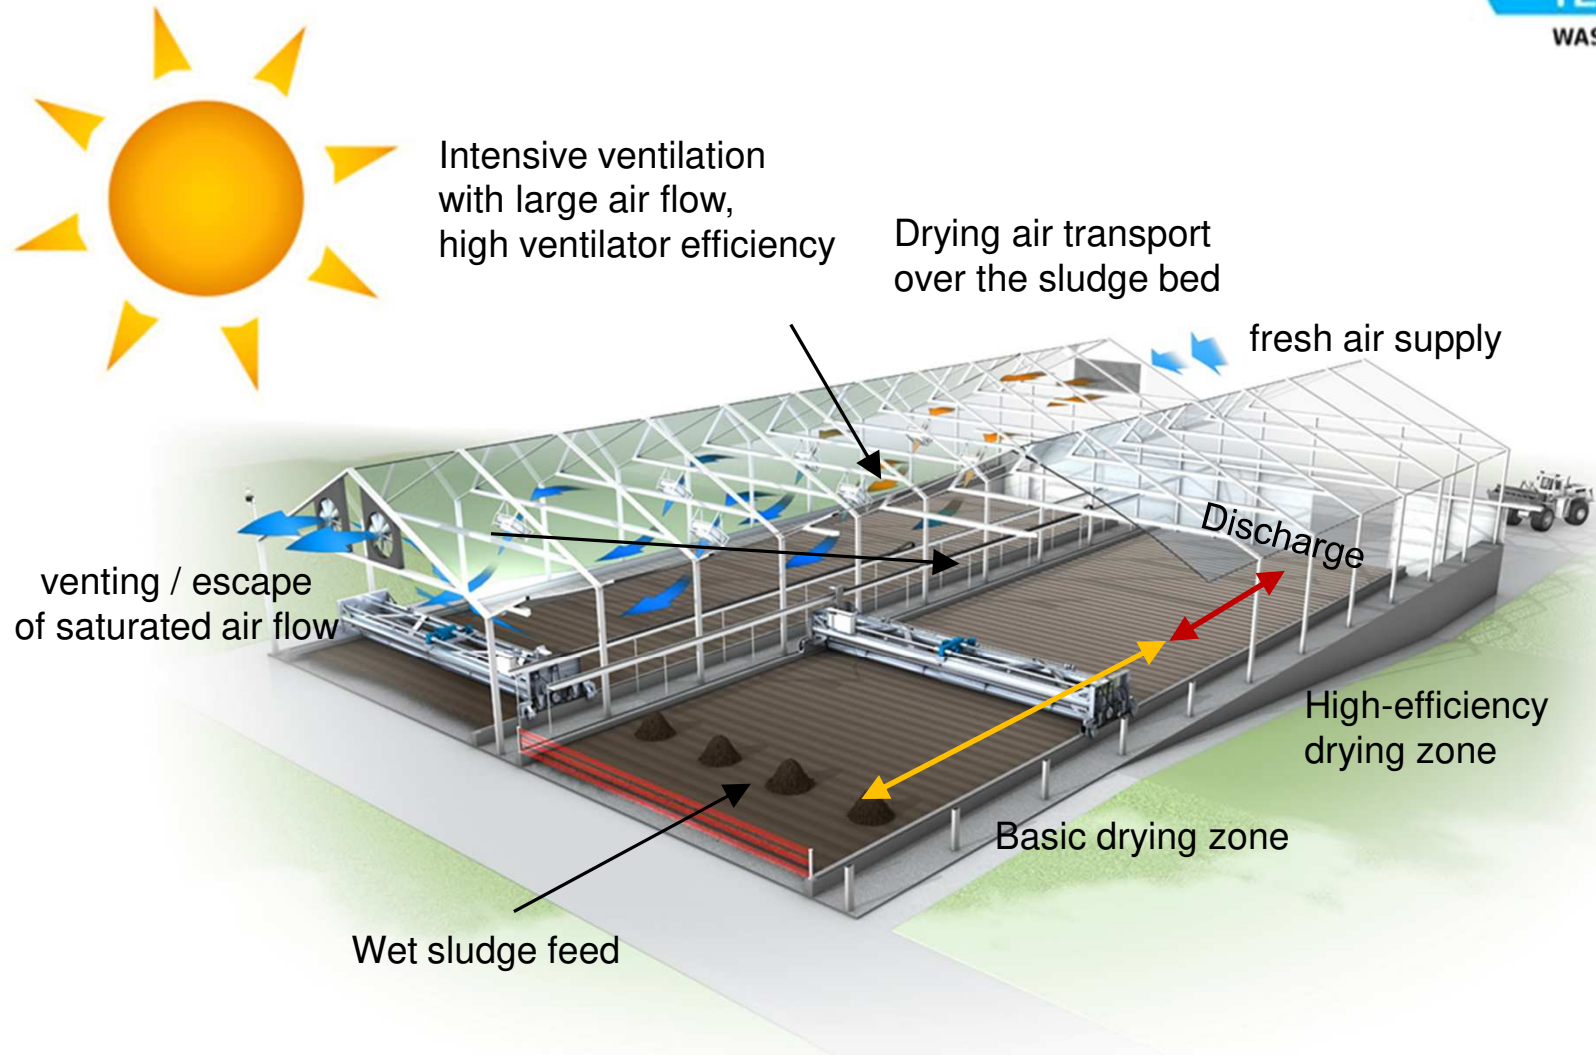 Intensive ventilation
with large air flow,
high ventilator efficiency
Drying air transport
over the sludge bed
fresh air supply
Discharge
venting / escape
of saturated air flow
High-efficiency
drying zone
Basic drying zone
Wet sludge feed